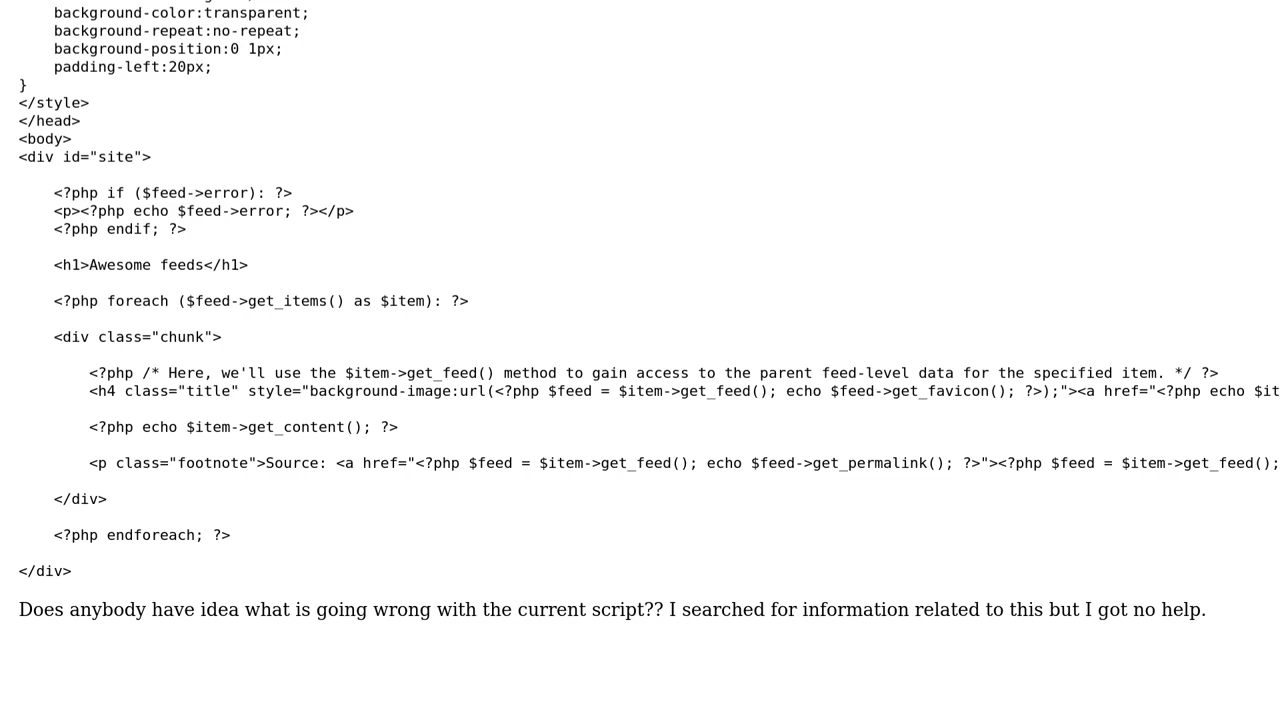 background-color:transparent;
background-repeat:no-repeat;
background-position:0 1px;
padding-left:20px;
}
</style>
</head>
<body>
<div id="site">
<?php if ($feed->error): ?>
<p><?php echo $feed->error; ?></p>
<?php endif; ?>
<h1>Awesome feeds</h1>
<?php foreach ($feed->get_items() as $item): ?>
<div class="chunk">
<?php /* Here, we'll use the $item->get_feed() method to gain access to the parent feed-level data for the specified item. */ ?>
<h4 class="title" style="background-image:url(<?php $feed = $item->get_feed(); echo $feed->get_favicon(); ?>);"><a href="<?php echo $it
<?php echo $item->get_content(); ?>
<p class="footnote">Source: <a href="<?php $feed = $item->get_feed(); echo $feed->get_permalink(); ?>"><?php $feed = $item->get_feed();
</div>
<?php endforeach; ?>
</div>
Does anybody have idea what is going wrong with the current script?? I searched for information related to this but I got no help.